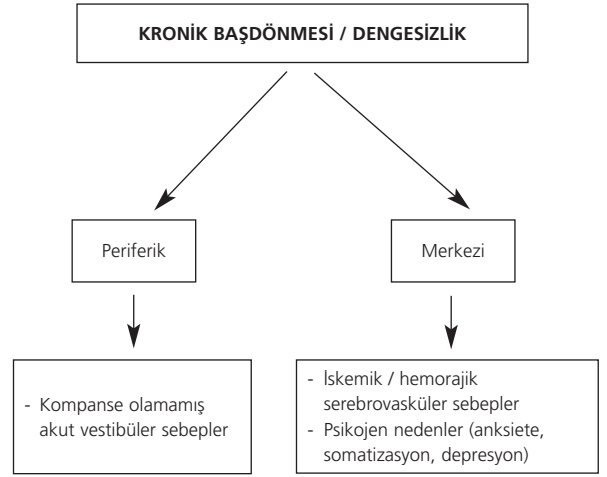 KRONİK BAŞDÖNMESİ / DENGESİZLİK
Periferik
Merkezi
- Kompanse olamamış
akut vestibüler sebepler
- İskemik / hemorajik
serebrovasküler sebepler
- Psikojen nedenler (anksiete,
somatizasyon, depresyon)